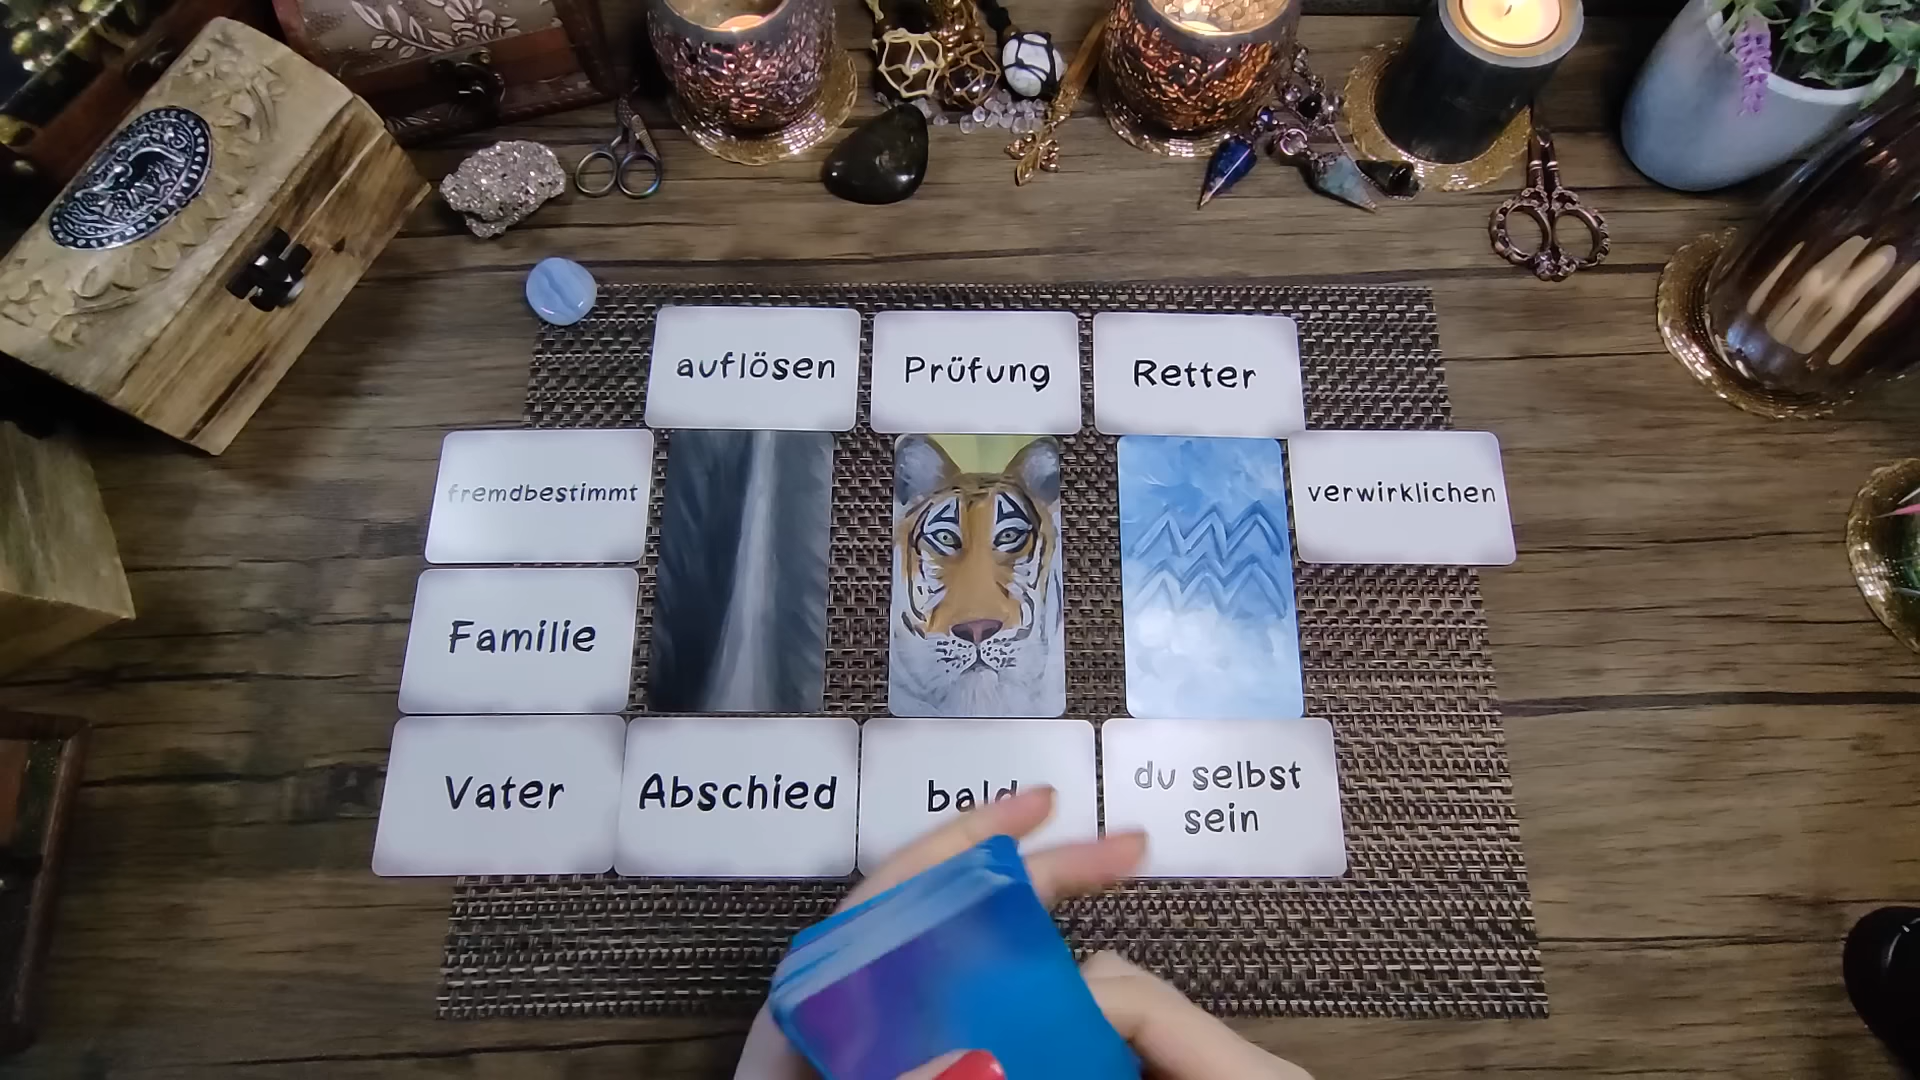 auflösen
Prüfung
Retter
fremdbestimmt
verwirklichen
Familie
Vater
Abschied
bald
du selbst
sein